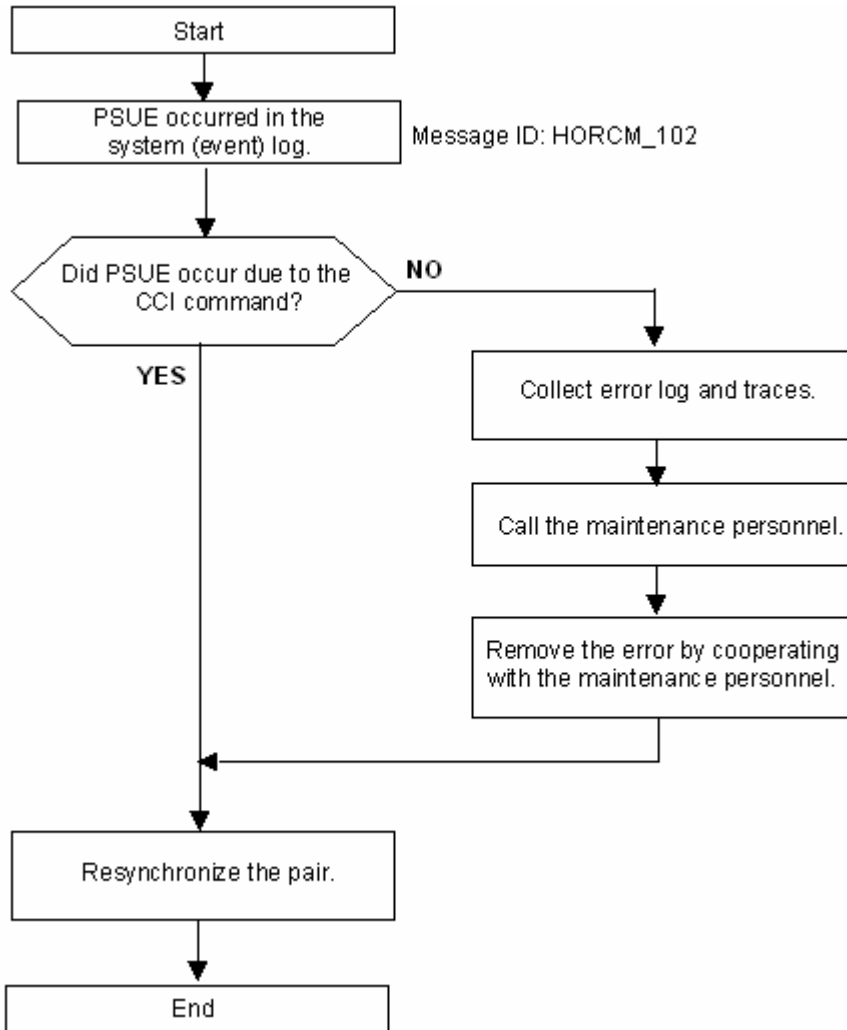 Start
PSUE occurred in the
system (event) log.
Message ID: HORCM_102
Did PSUE occur due to the
CCI command?
NO
YES
Collect error log and traces.
Call the maintenance personnel.
Remove the error by cooperating
with the maintenance personnel.
Resynchronize the pair.
End